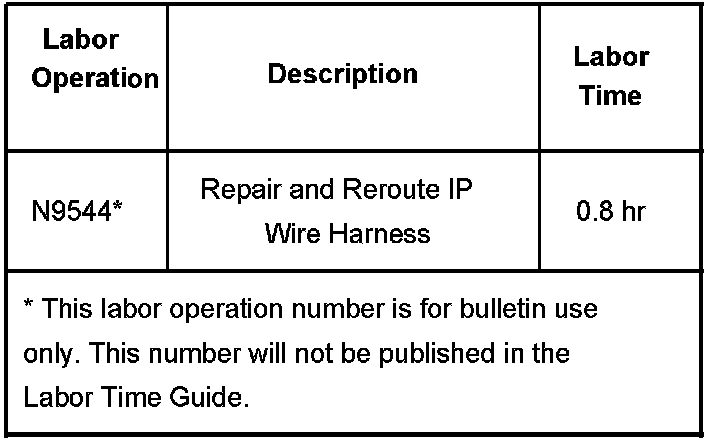 Labor
Operation
Description
Labor
Time
N9544*
Repair and Reroute IP
Wire Harness
0.8 hr
* This labor operation number is for bulletin use
only. This number will not be published in the
Labor Time Guide.